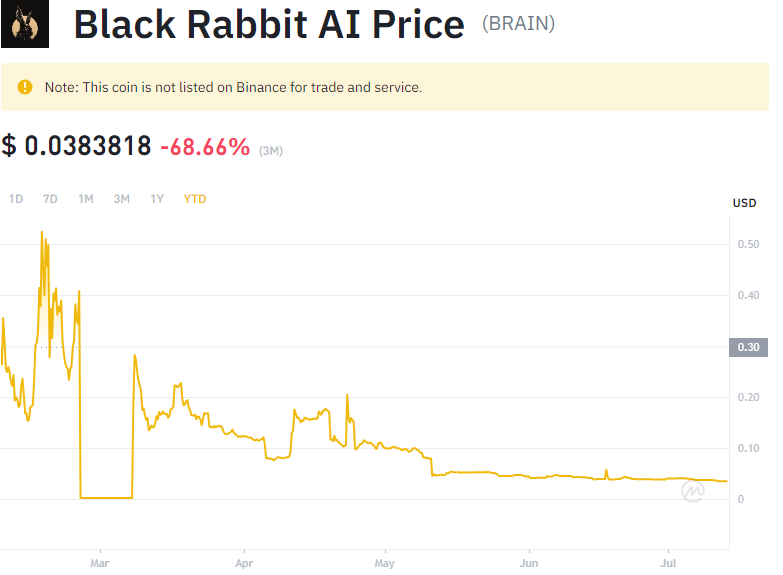 Black Rabbit AI Price (BRAIN)
Note: This coin is not listed on Binance for trade and service.
$ 0.0383818 -68.66% (3M)
1D 7D 1M 3M 1Y YTD
USD
0.50
0.40
0.30
0.20
0.10
0
Mar Apr May Jun Jul